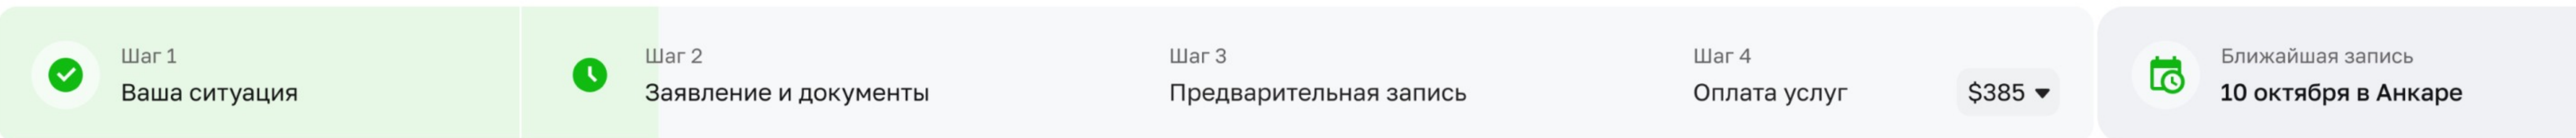 Шаг 1
Ваша ситуация
Шаг 2
Заявление и документы
Шаг 3
Предварительная запись
Шаг 4
Оплата услуг
$385
Ближайшая запись
10 октября в Анкаре